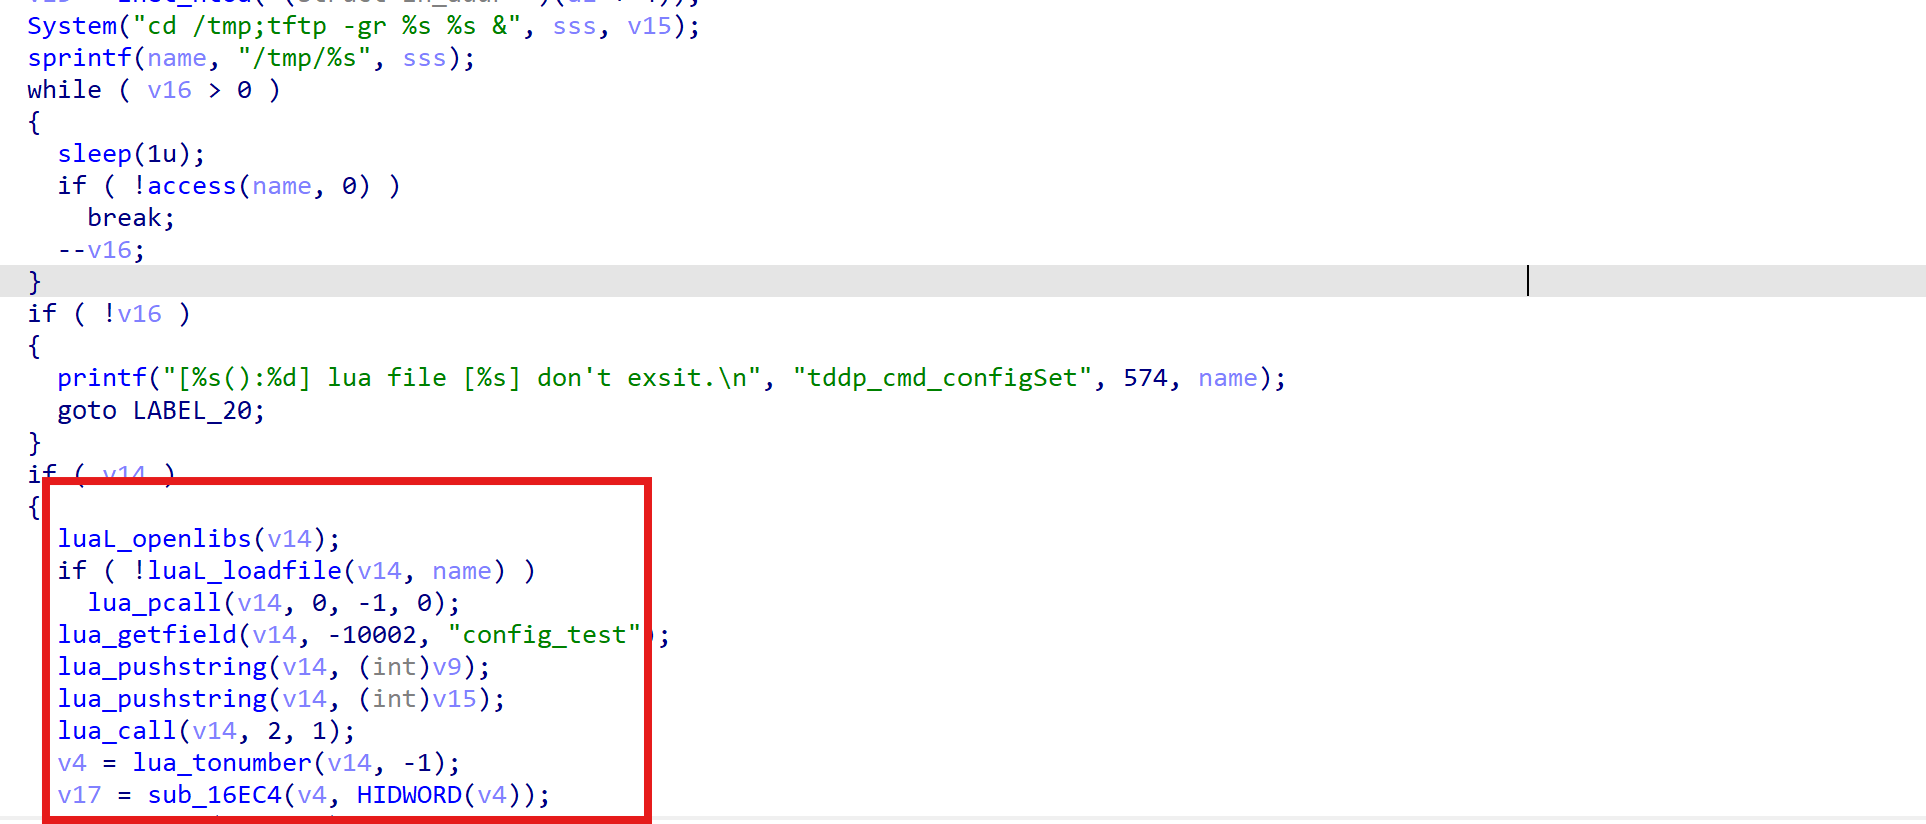 System("cd /tmp;tftp -gr %s %s &", sss, v15);
sprintf(name, "/tmp/%s", sss);
while ( v16 > 0 )
{
sleep(1u);
if ( !access(name, 0) )
break;
--v16;
}
if ( !v16 )
{
printf("[%s():%d] lua file [%s] don't exsit.\n", "tddp_cmd_configSet", 574, name);
goto LABEL_20;
}
if ( v14 )
{
luaL_openlibs(v14);
if ( !luaL_loadfile(v14, name) )
lua_pcall(v14, 0, -1, 0);
lua_getfield(v14, -10002, "config_test");
lua_pushstring(v14, (int)v9);
lua_pushstring(v14, (int)v15);
lua_call(v14, 2, 1);
v4 = lua_tonumber(v14, -1);
v17 = sub_16EC4(v4, HIDWORD(v4));